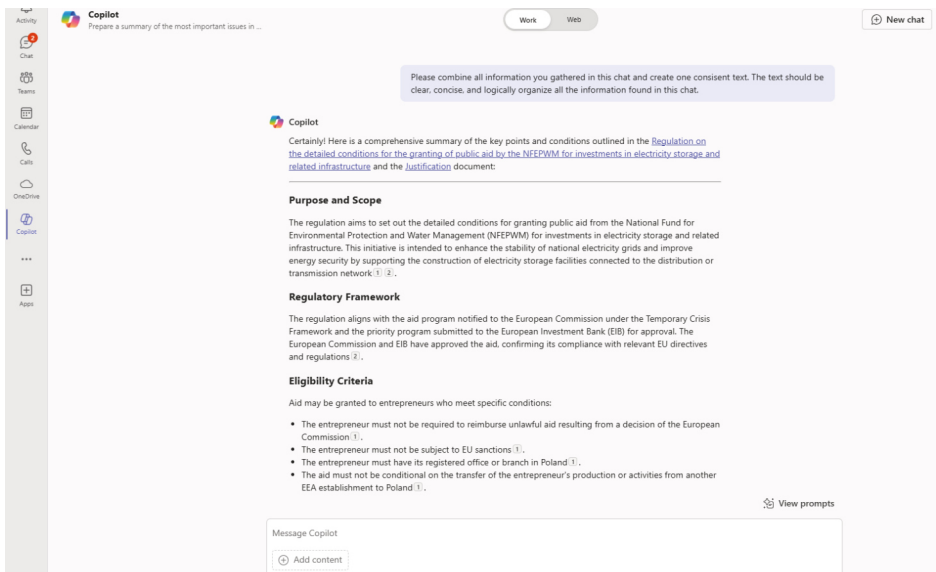 Activity
2
Chat
Teams
Calendar
Calls
OneDrive
Copilot
...
Apps
Copilot
Prepare a summary of the most important issues in ...
Work
Web
New chat
Please combine all information you gathered in this chat and create one consisent text. The text should be
clear, concise, and logically organize all the information found in this chat.
Copilot
Certainly! Here is a comprehensive summary of the key points and conditions outlined in the Regulation on
the detailed conditions for the granting of public aid by the NFEPWM for investments in electricity storage and
related infrastructure and the Justification document:
Purpose and Scope
The regulation aims to set out the detailed conditions for granting public aid from the National Fund for
Environmental Protection and Water Management (NFEPWM) for investments in electricity storage and related
infrastructure. This initiative is intended to enhance the stability of national electricity grids and improve
energy security by supporting the construction of electricity storage facilities connected to the distribution or
transmission network 1 2 .
Regulatory Framework
The regulation aligns with the aid program notified to the European Commission under the Temporary Crisis
Framework and the priority program submitted to the European Investment Bank (EIB) for approval. The
European Commission and EIB have approved the aid, confirming its compliance with relevant EU directives
and regulations 2 .
Eligibility Criteria
Aid may be granted to entrepreneurs who meet specific conditions:
• The entrepreneur must not be required to reimburse unlawful aid resulting from a decision of the European
Commission 1 .
• The entrepreneur must not be subject to EU sanctions 1 .
• The entrepreneur must have its registered office or branch in Poland 1 .
• The aid must not be conditional on the transfer of the entrepreneur's production or activities from another
EEA establishment to Poland 1 .
View prompts
Message Copilot
Add content